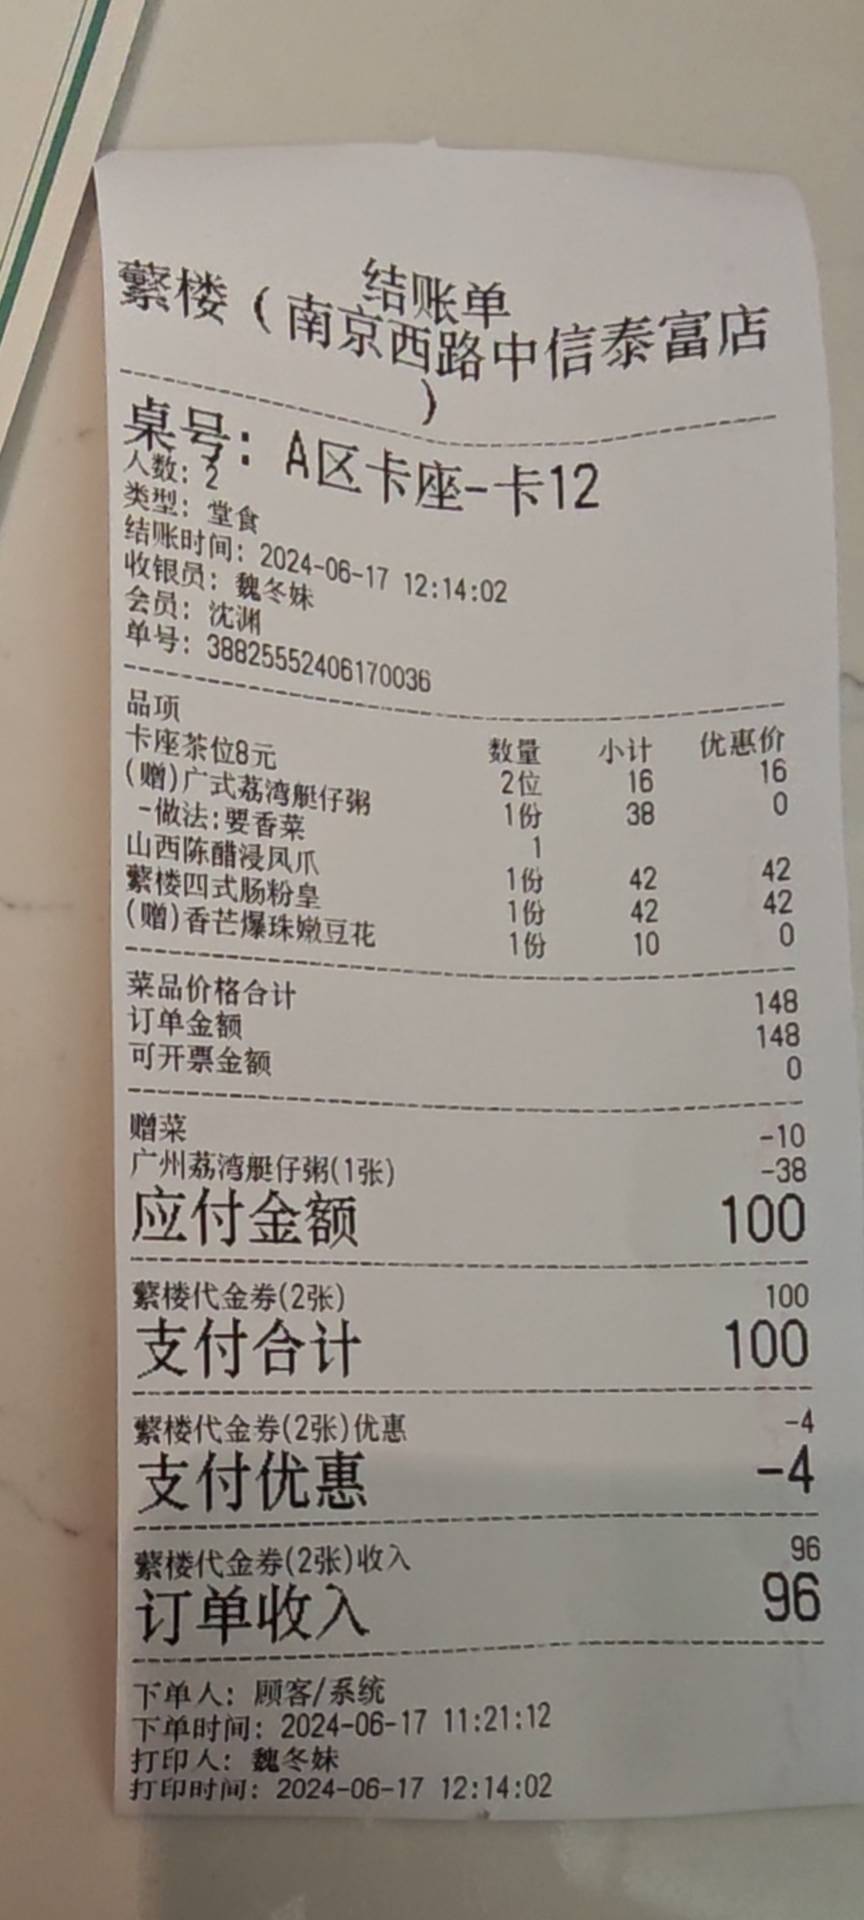 结账单
蘩楼（南京西路中信泰富店
）
桌号：A区卡座-卡12
人数：2
类型：堂食
结账时间：2024-06-17 12:14:02
收银员：魏冬妹
会员：沈渊
单号：38825552406170036
品项 数量 小计 优惠价
卡座茶位8元 2位 16 16
(赠)广式荔湾艇仔粥 1份 38 0
-做法:要香菜 1
山西陈醋浸凤爪 1份 42 42
蘩楼四式肠粉皇 1份 42 42
(赠)香芒爆珠嫩豆花 1份 10 0
菜品价格合计 148
订单金额 148
可开票金额 0
赠菜 -10
广州荔湾艇仔粥(1张) -38
应付金额 100
蘩楼代金券(2张) 100
支付合计 100
蘩楼代金券(2张)优惠 -4
支付优惠 -4
蘩楼代金券(2张)收入 96
订单收入 96
下单人：顾客/系统
下单时间：2024-06-17 11:21:12
打印人：魏冬妹
打印时间：2024-06-17 12:14:02